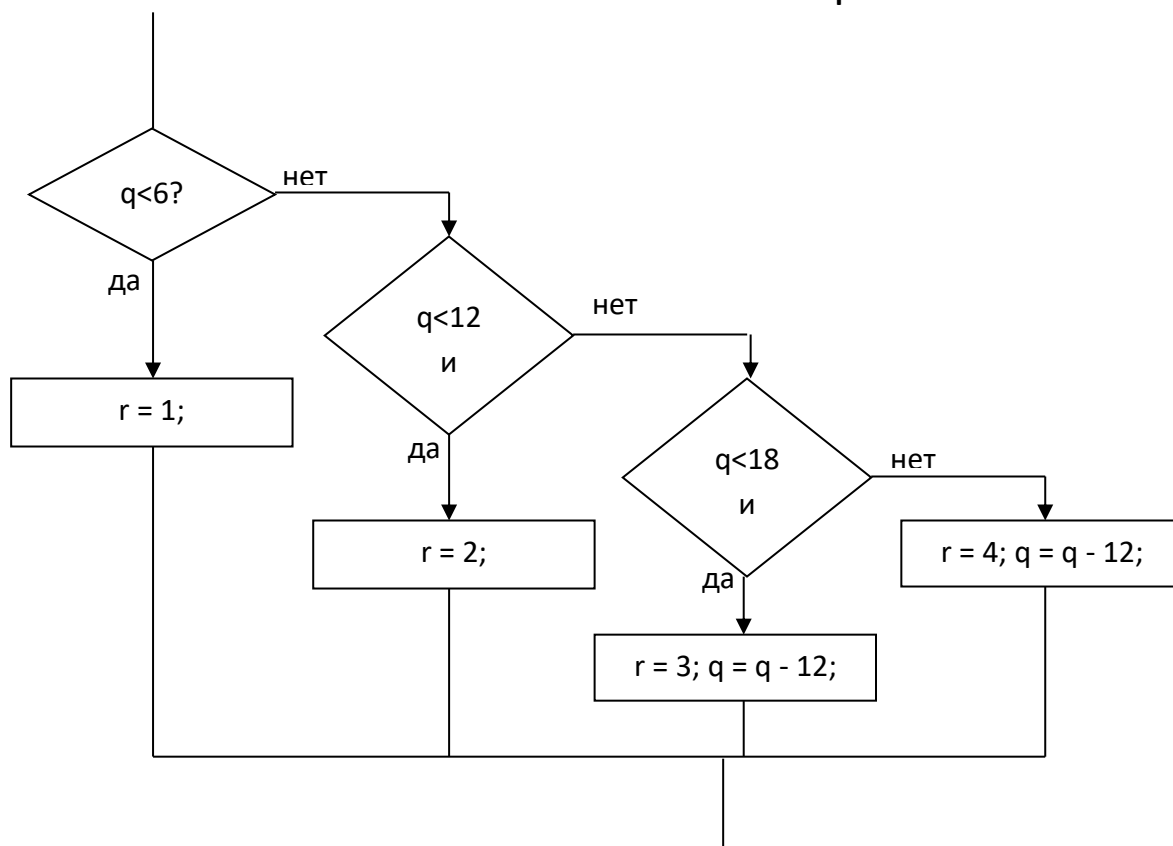 q<6?
нет
да
q<12
и
нет
r = 1;
да
q<18
и
нет
r = 2;
r = 4; q = q - 12;
да
r = 3; q = q - 12;